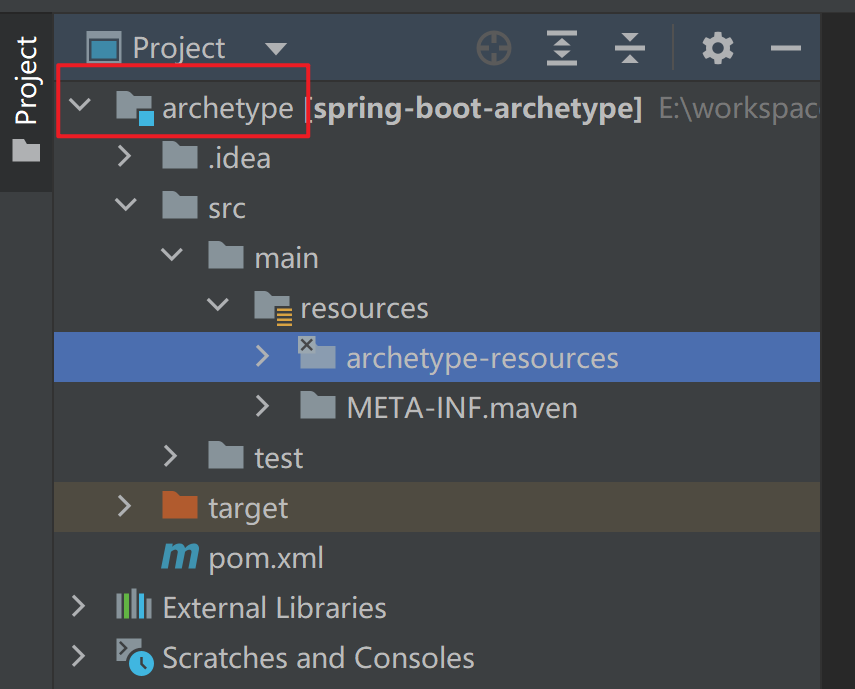 Project
Project
archetype [spring-boot-archetype] E:\workspac
.idea
src
main
resources
archetype-resources
META-INF.maven
test
target
pom.xml
External Libraries
Scratches and Consoles